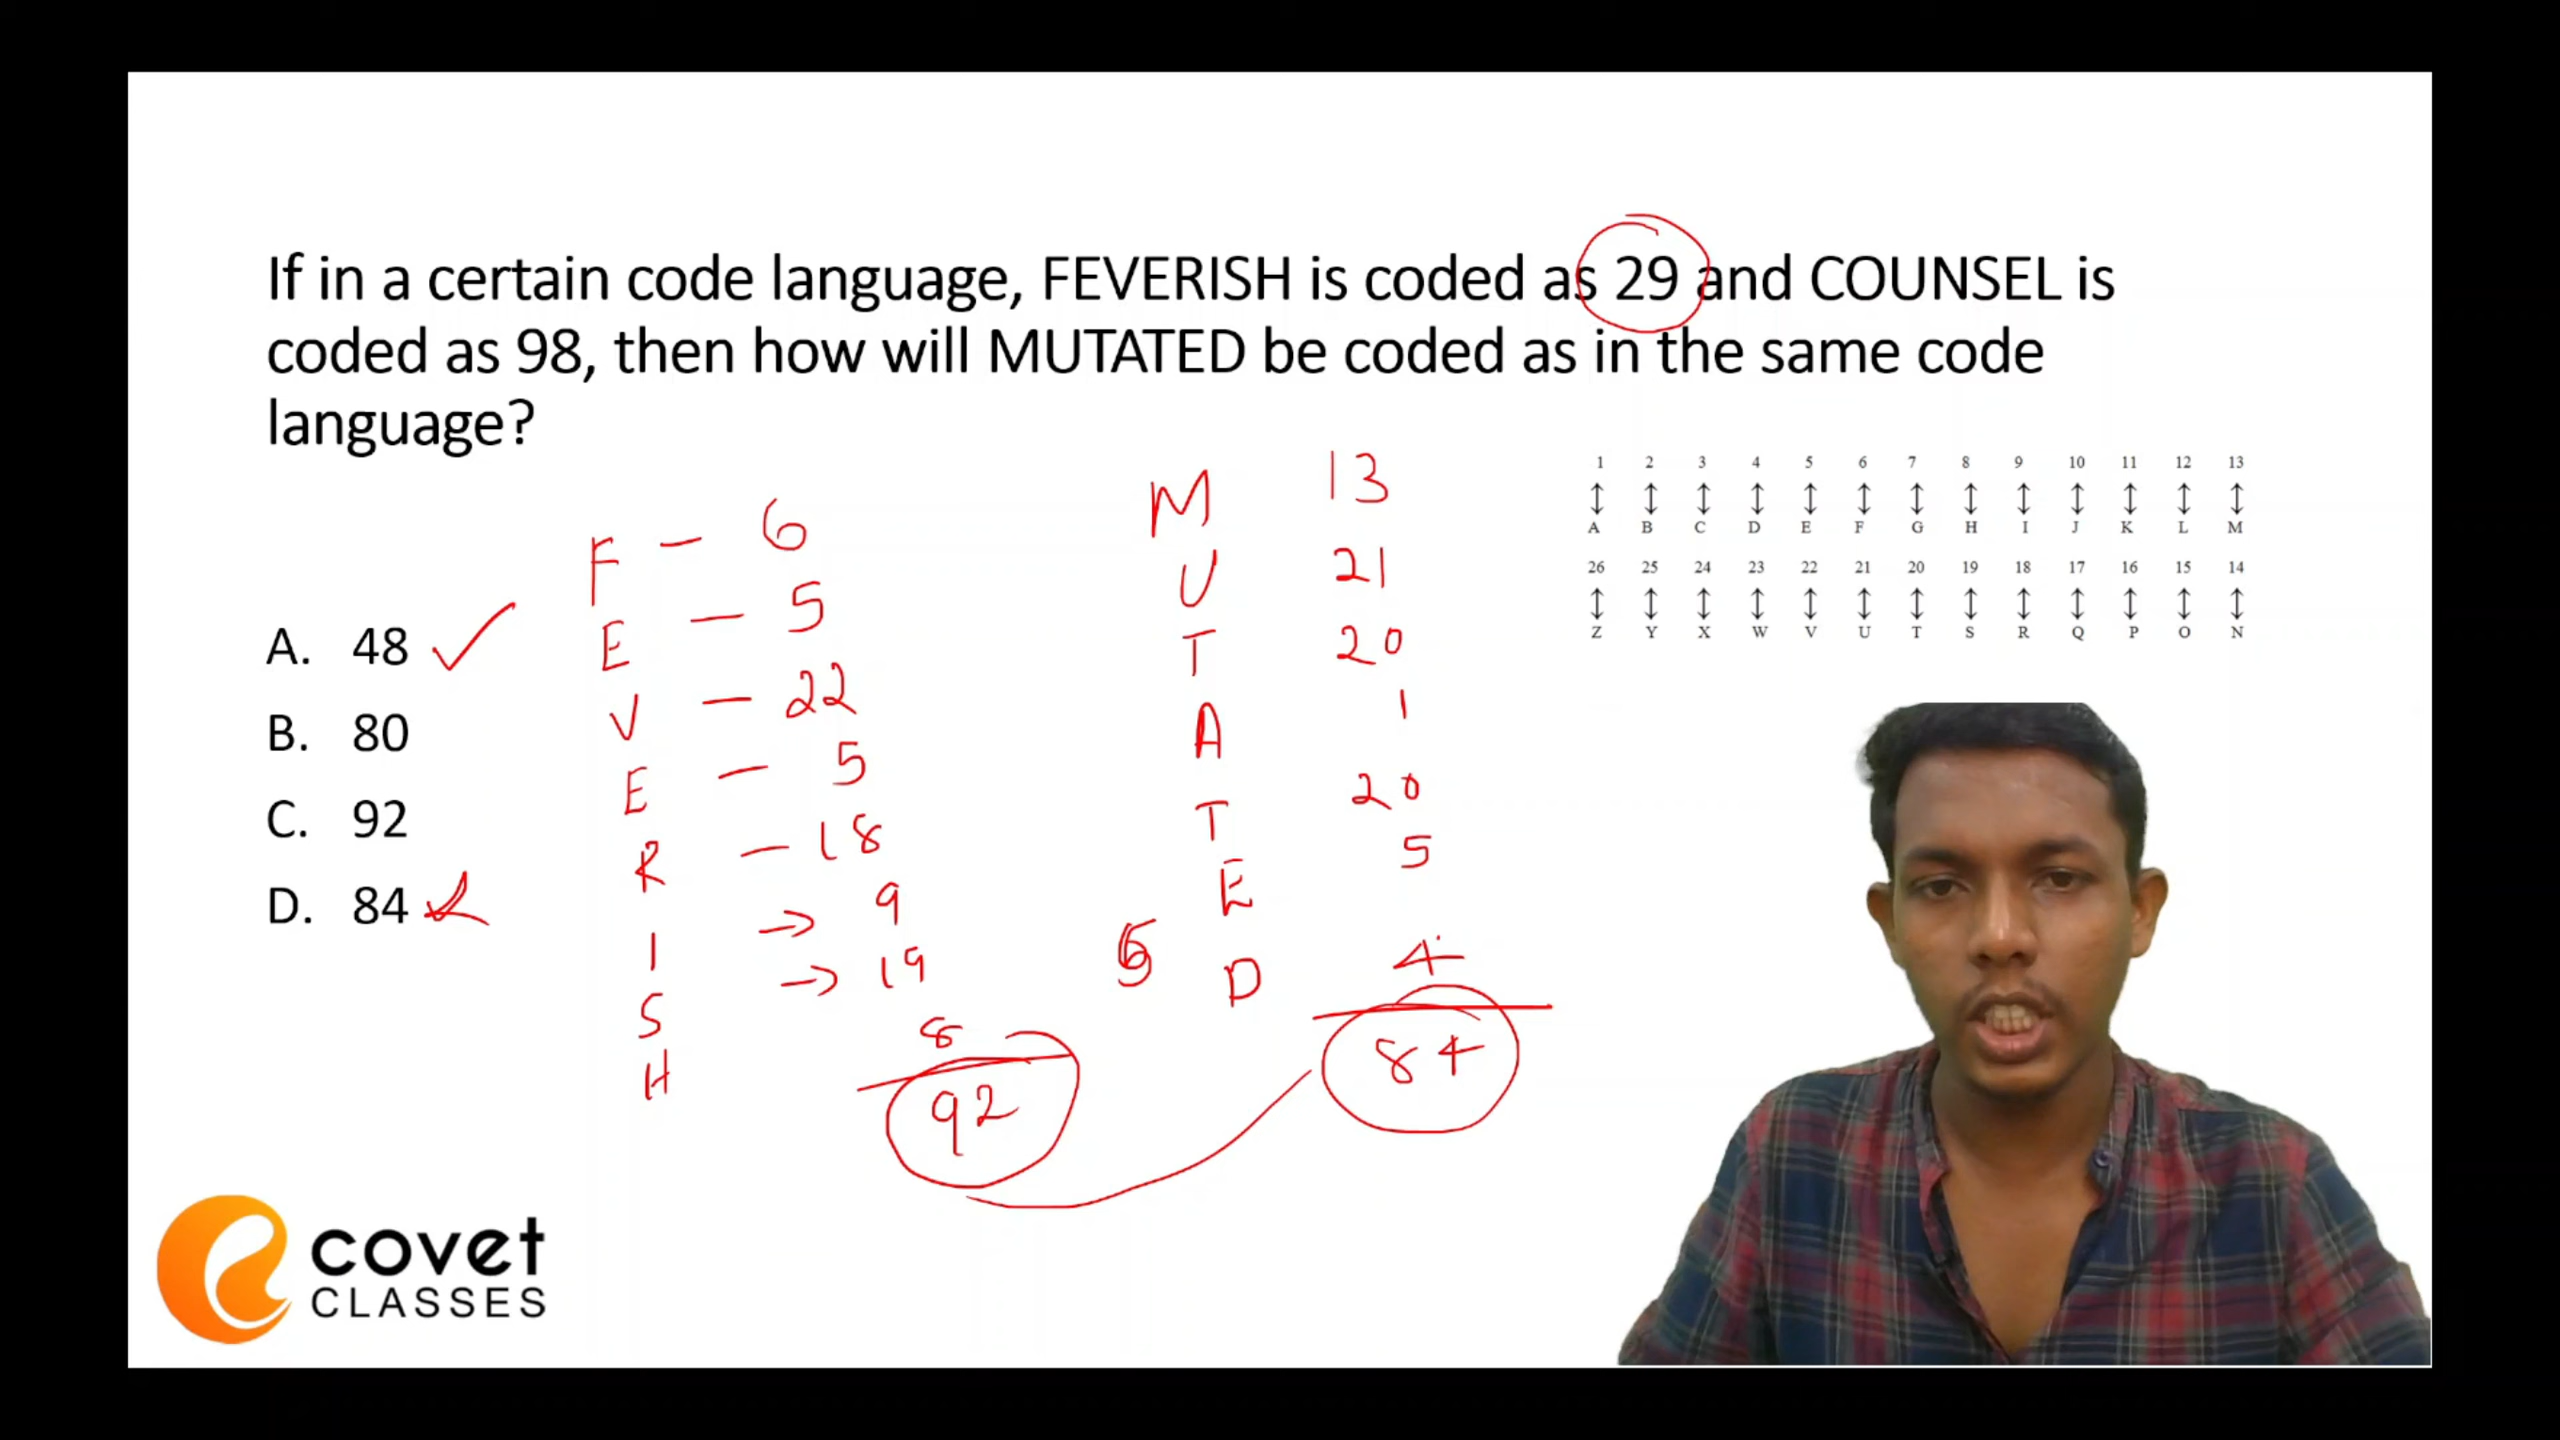 If in a certain code language, FEVERISH is coded as 29 and COUNSEL is
coded as 98, then how will MUTATED be coded as in the same code
language?
1 2 3 4 5 6 7 8 9 10 11 12 13
A B C D E F G H I J K L M
26 25 24 23 22 21 20 19 18 17 16 15 14
Z Y X W V U T S R Q P O N
A. 48
B. 80
C. 92
D. 84
F – 6
E – 5
V – 22
E – 5
R – 18
I → 9
S → 19
H 8
92
M 13
U 21
T 20
A 1
T 20
E 5
D 4
84
covet
CLASSES